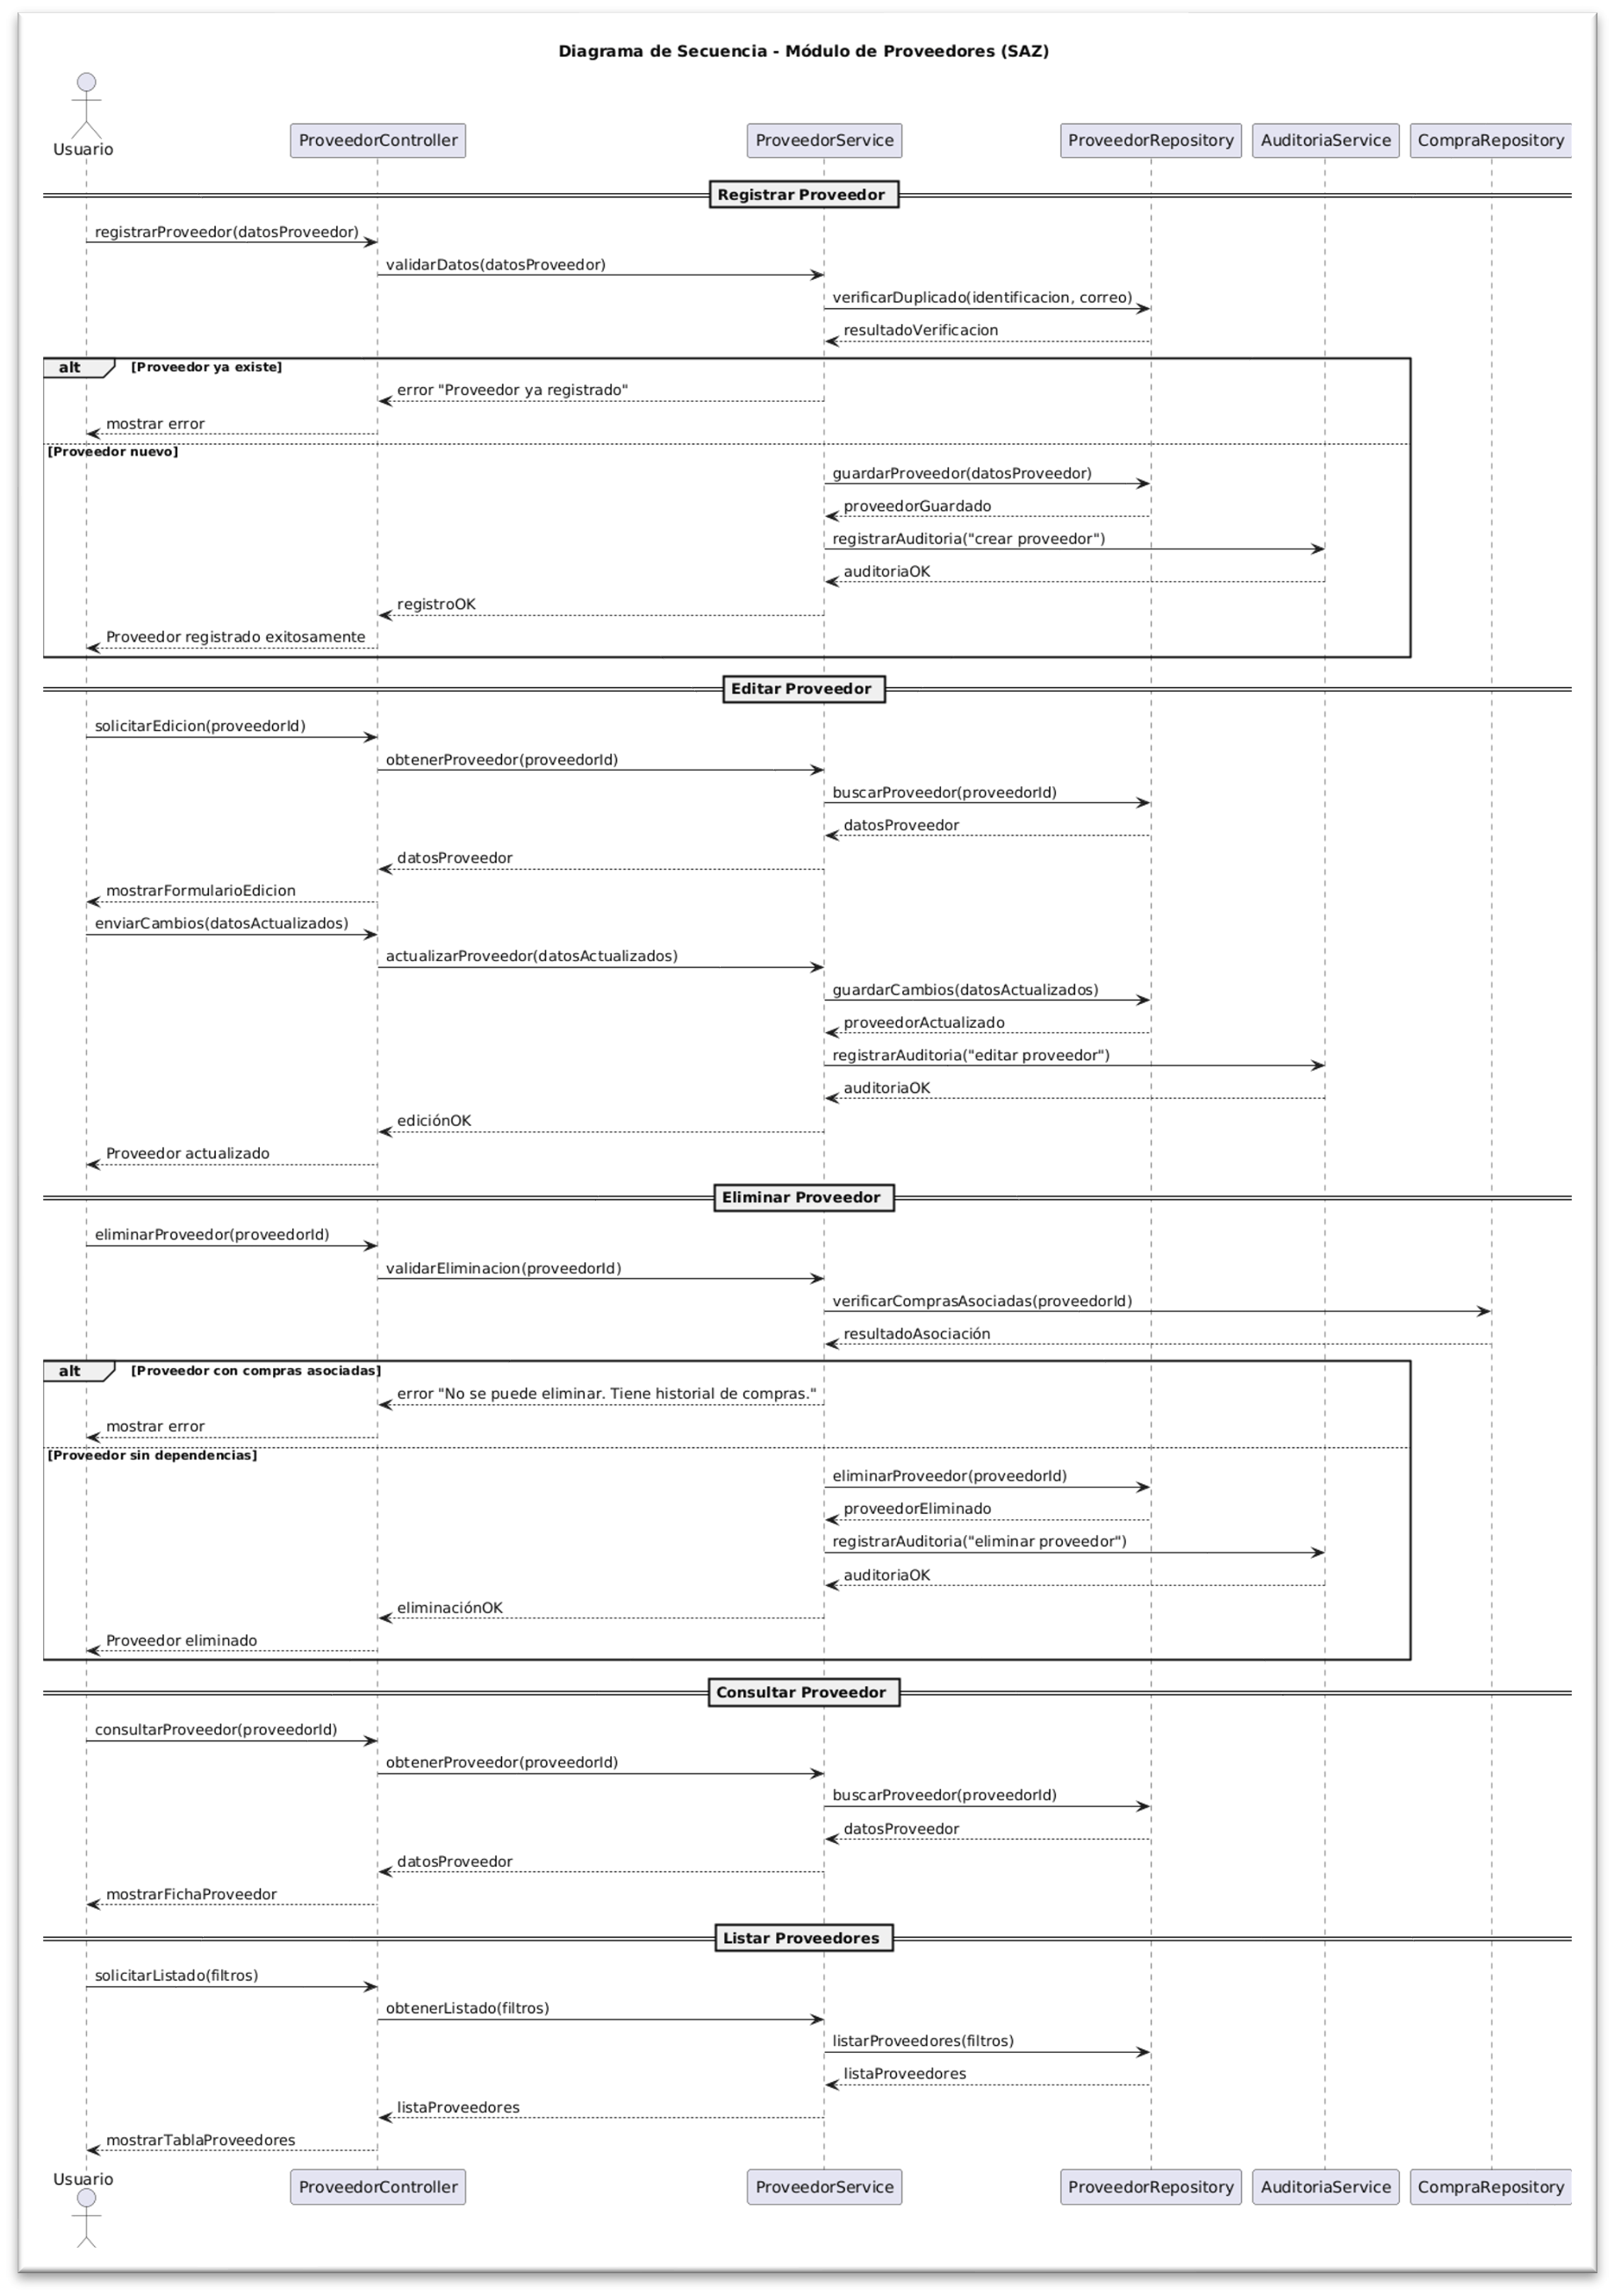 Diagrama de Secuencia - Módulo de Proveedores (SAZ)
Usuario
ProveedorController
ProveedorService
ProveedorRepository
AuditoriaService
CompraRepository
Registrar Proveedor
registrarProveedor(datosProveedor)
validarDatos(datosProveedor)
verificarDuplicado(identificacion, correo)
resultadoVerificacion
alt
[Proveedor ya existe]
error "Proveedor ya registrado"
mostrar error
[Proveedor nuevo]
guardarProveedor(datosProveedor)
proveedorGuardado
registrarAuditoria("crear proveedor")
auditoriaOK
registroOK
Proveedor registrado exitosamente
Editar Proveedor
solicitarEdicion(proveedorId)
obtenerProveedor(proveedorId)
buscarProveedor(proveedorId)
datosProveedor
datosProveedor
mostrarFormularioEdicion
enviarCambios(datosActualizados)
actualizarProveedor(datosActualizados)
guardarCambios(datosActualizados)
proveedorActualizado
registrarAuditoria("editar proveedor")
auditoriaOK
ediciónOK
Proveedor actualizado
Eliminar Proveedor
eliminarProveedor(proveedorId)
validarEliminacion(proveedorId)
verificarComprasAsociadas(proveedorId)
resultadoAsociación
alt
[Proveedor con compras asociadas]
error "No se puede eliminar. Tiene historial de compras."
mostrar error
[Proveedor sin dependencias]
eliminarProveedor(proveedorId)
proveedorEliminado
registrarAuditoria("eliminar proveedor")
auditoriaOK
eliminaciónOK
Proveedor eliminado
Consultar Proveedor
consultarProveedor(proveedorId)
obtenerProveedor(proveedorId)
buscarProveedor(proveedorId)
datosProveedor
datosProveedor
mostrarFichaProveedor
Listar Proveedores
solicitarListado(filtros)
obtenerListado(filtros)
listarProveedores(filtros)
listaProveedores
listaProveedores
mostrarTablaProveedores
Usuario
ProveedorController
ProveedorService
ProveedorRepository
AuditoriaService
CompraRepository